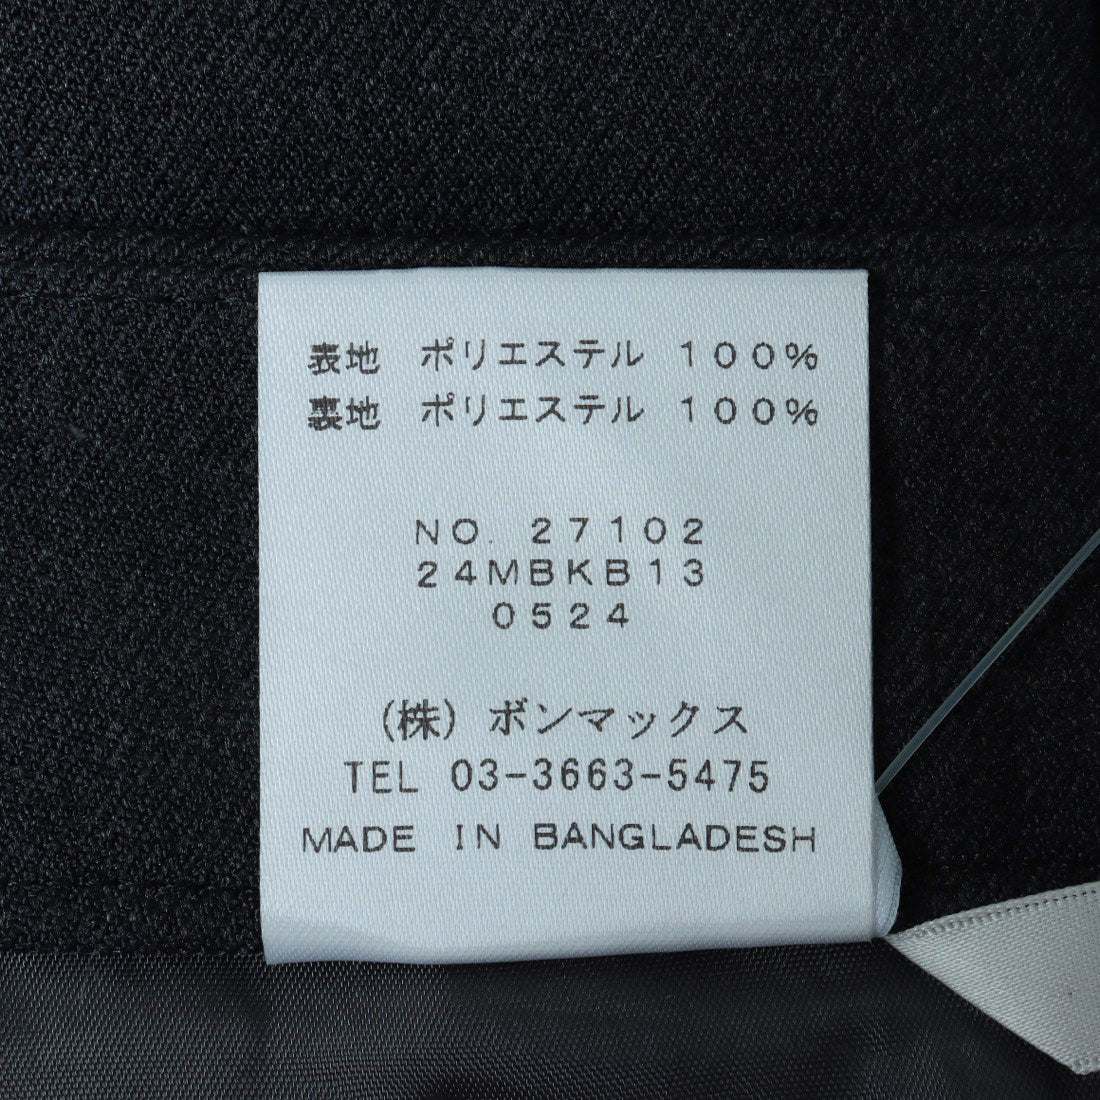 表地　ポリエステル　１００％
裏地　ポリエステル　１００％
NO. 27102
24MBKB13
0524
(株) ボンマックス
TEL 03-3663-5475
MADE IN BANGLADESH